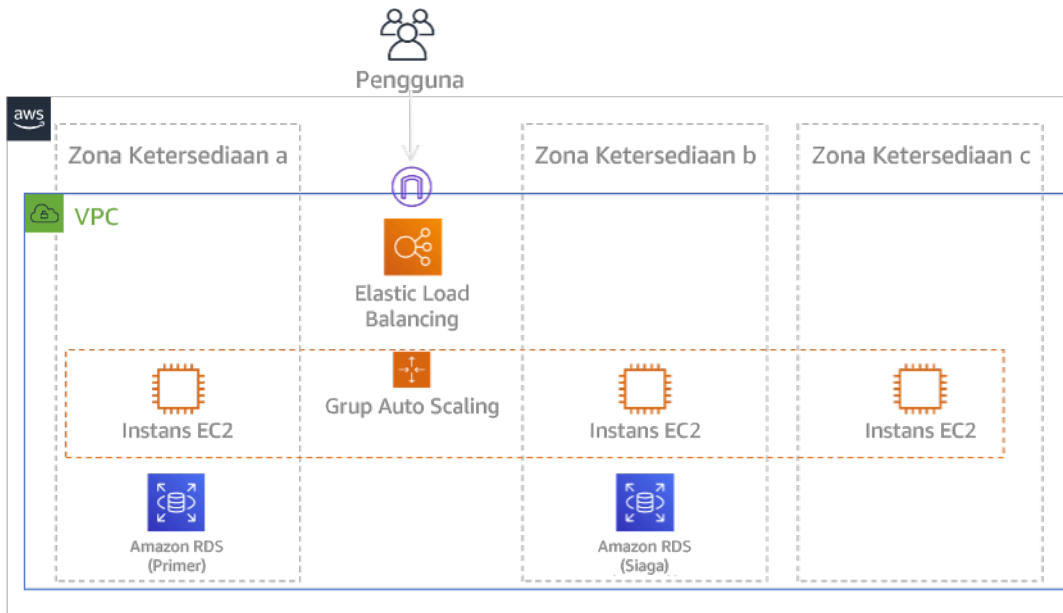 Pengguna
aws
Zona Ketersediaan a
Zona Ketersediaan b
Zona Ketersediaan c
VPC
Elastic Load
Balancing
Grup Auto Scaling
Instans EC2
Instans EC2
Instans EC2
Amazon RDS
(Primer)
Amazon RDS
(Siaga)